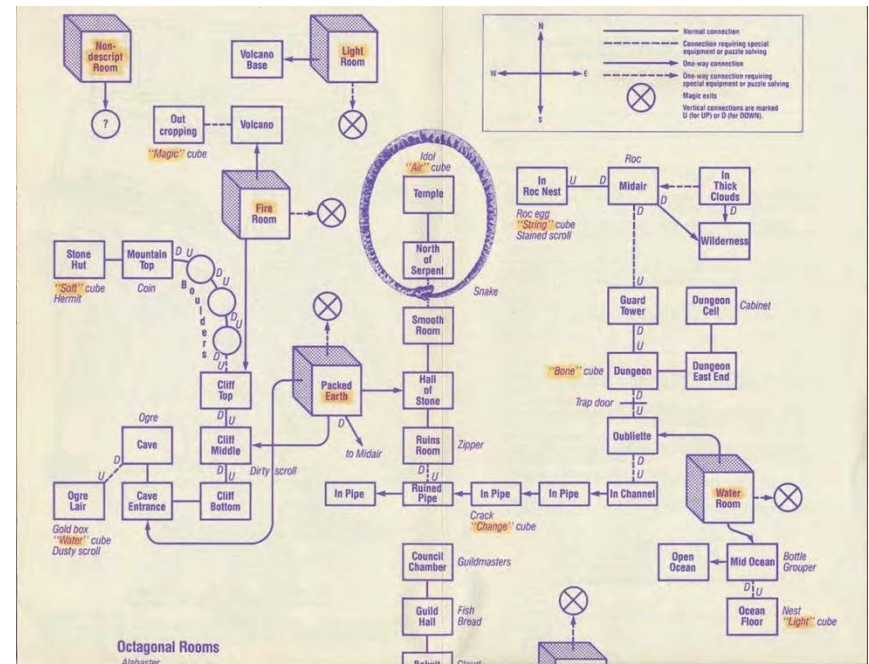 Non-
descript
Room
?
Volcano
Base
Light
Room
N
W
E
S
Normal connection
Connection requiring special
equipment or puzzle solving
One-way connection
One-way connection requiring
special equipment or puzzle solving
Magic exits
Vertical connections are marked
U (for UP) or D (for DOWN).
Out
cropping
Volcano
"Magic" cube
Fire
Room
Idol
"Air" cube
Temple
North
of
Serpent
Snake
Smooth
Room
Hall
of
Stone
Ruins
Room
Zipper
D
U
Ruined
Pipe
In Pipe
In Pipe
In Pipe
In Channel
Crack
"Change" cube
Roc
In
Roc Nest
U
D
Midair
In
Thick
Clouds
D
D
D
Wilderness
Roc egg
"String" cube
Stained scroll
U
Guard
Tower
D
U
Dungeon
Cell
Cabinet
"Bone" cube
Dungeon
Dungeon
East End
Trap door
D
U
Oubliette
D
U
Stone
Hut
Mountain
Top
D
U
"Soft" cube
Hermit
Coin
Boulders
D
U
D
U
D
U
Cliff
Top
D
U
Cliff
Middle
Dirty scroll
D
U
Cliff
Bottom
Packed
Earth
D
to Midair
Ogre
Cave
D
U
Ogre
Lair
Cave
Entrance
Gold box
"Water" cube
Dusty scroll
Water
Room
Open
Ocean
Mid Ocean
Bottle
Grouper
D
U
Ocean
Floor
Nest
"Light" cube
Council
Chamber
Guildmasters
Guild
Hall
Fish
Bread
Octagonal Rooms
Alabaster
Cloud